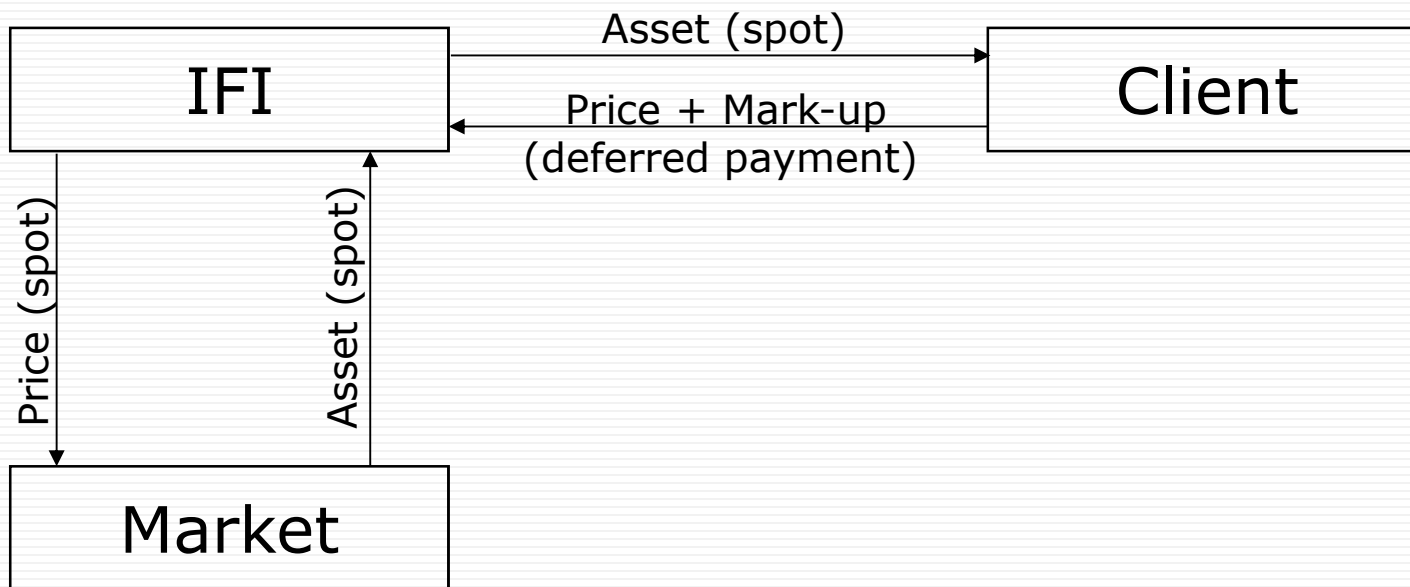 Asset (spot)
IFI
Client
Price + Mark-up
(deferred payment)
Price (spot)
Asset (spot)
Market